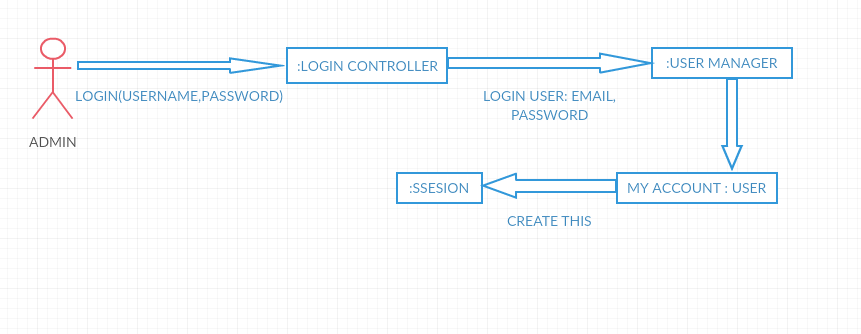 :LOGIN CONTROLLER
:USER MANAGER
LOGIN(USERNAME,PASSWORD)
LOGIN USER: EMAIL,
PASSWORD
ADMIN
:SSESION
MY ACCOUNT : USER
CREATE THIS